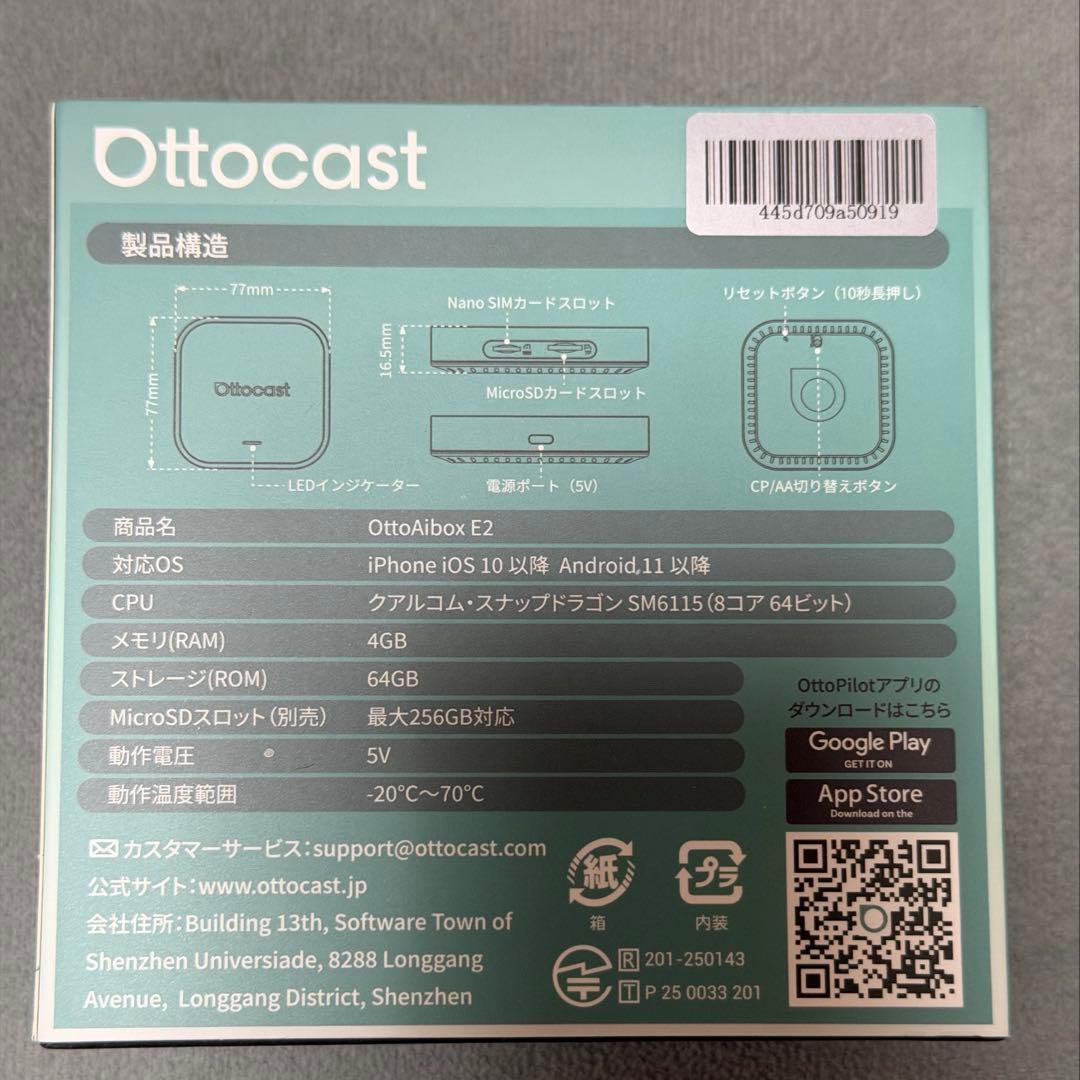 Ottocast
445d709a50919
製品構造
77mm
77mm
Ottocast
LEDインジケーター
Nano SIMカードスロット
16.5mm
MicroSDカードスロット
電源ポート（5V）
リセットボタン（10秒長押し）
CP/AA切り替えボタン
商品名 OttoAibox E2
対応OS iPhone iOS 10 以降 Android 11 以降
CPU クアルコム・スナップドラゴン SM6115（8コア 64ビット）
メモリ(RAM) 4GB
ストレージ(ROM) 64GB
MicroSDスロット（別売） 最大256GB対応
動作電圧 5V
動作温度範囲 -20℃～70℃
OttoPilotアプリの
ダウンロードはこちら
Google Play
GET IT ON
App Store
Download on the
カスタマーサービス：support@ottocast.com
公式サイト：www.ottocast.jp
会社住所：Building 13th, Software Town of
Shenzhen Universiade, 8288 Longgang
Avenue, Longgang District, Shenzhen
紙
箱
プラ
内装
R 201-250143
T P 25 0033 201